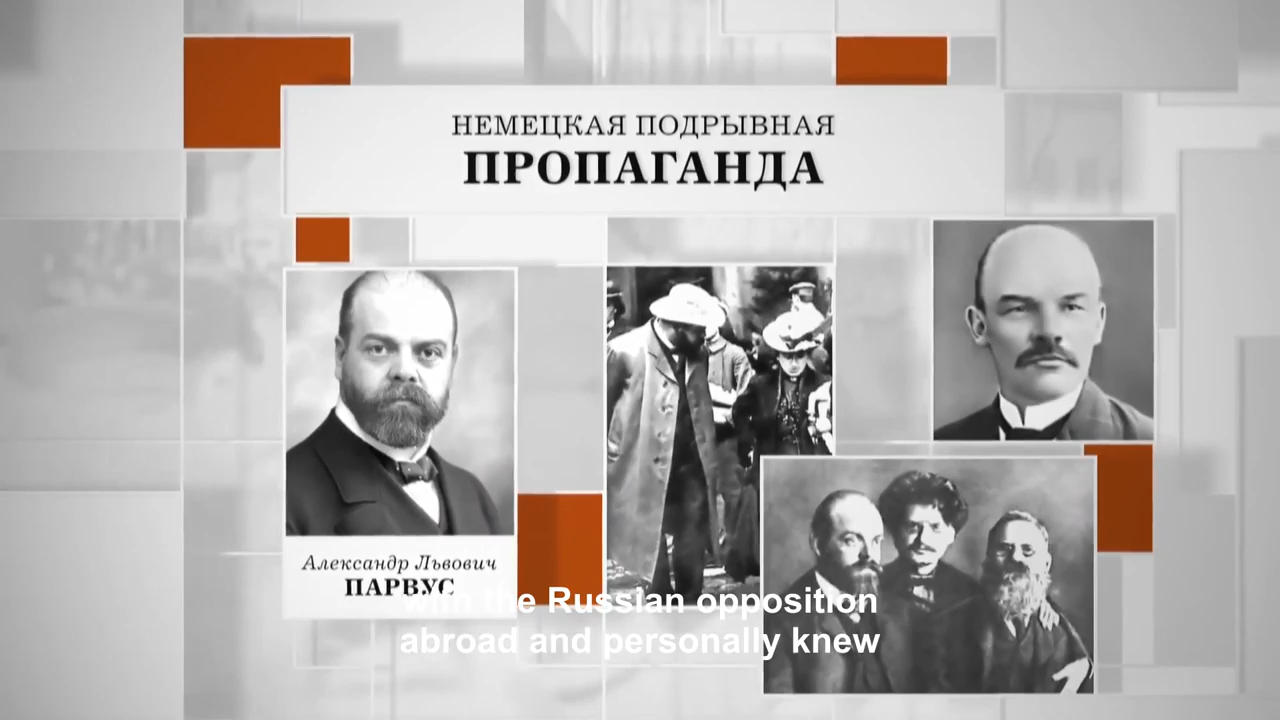 НЕМЕЦКАЯ ПОДРЫВНАЯ
ПРОПАГАНДА
Александр Львович
ПАРВУС
with the Russian opposition
abroad and personally knew